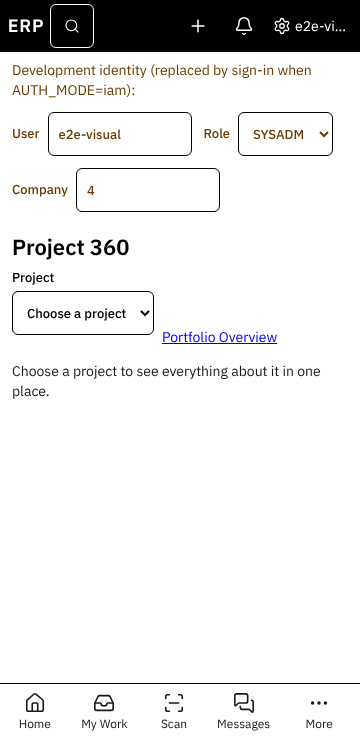 ERP
e2e-vi...
Development identity (replaced by sign-in when
AUTH_MODE=iam):
User e2e-visual Role SYSADM
Company 4
Project 360
Project
Choose a project
Portfolio Overview
Choose a project to see everything about it in one
place.
Home My Work Scan Messages More